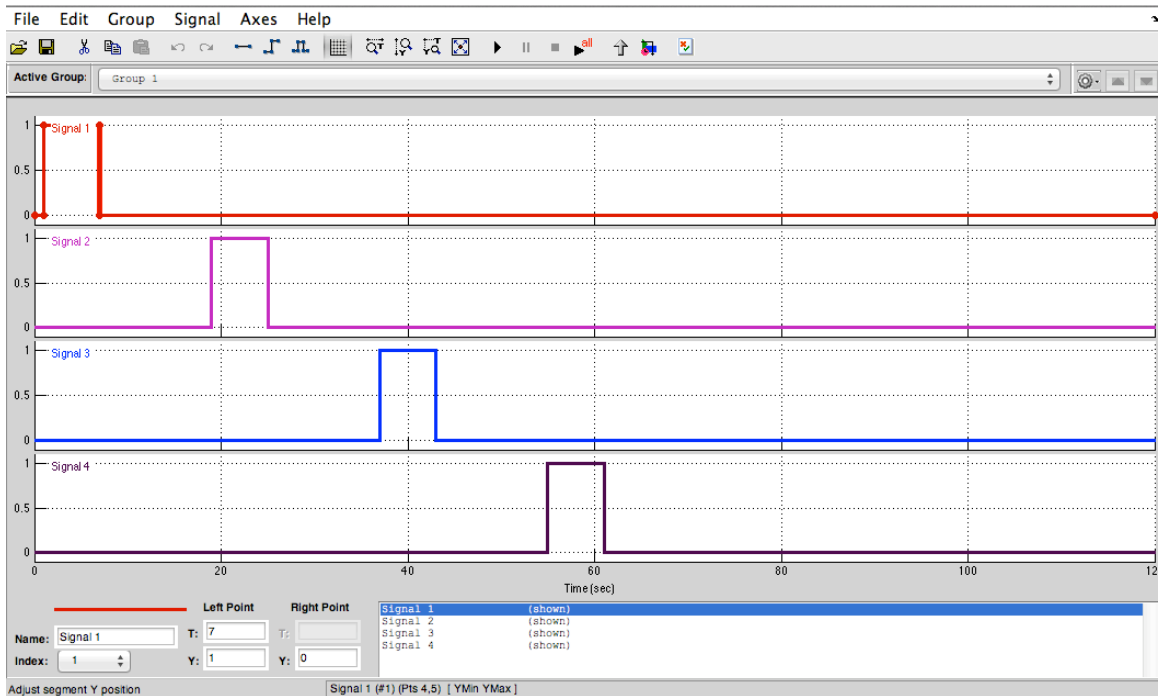 File Edit Group Signal Axes Help
all
Active Group: Group 1
1 Signal 1
0.5
0
1 Signal 2
0.5
0
1 Signal 3
0.5
0
1 Signal 4
0.5
0
0 20 40 60 80 100 12
Time (sec)
Left Point Right Point
Name: Signal 1 T: 7 T:
Index: 1 Y: 1 Y: 0
Signal 1 (shown)
Signal 2 (shown)
Signal 3 (shown)
Signal 4 (shown)
Adjust segment Y position Signal 1 (#1) (Pts 4,5) [ YMin YMax ]